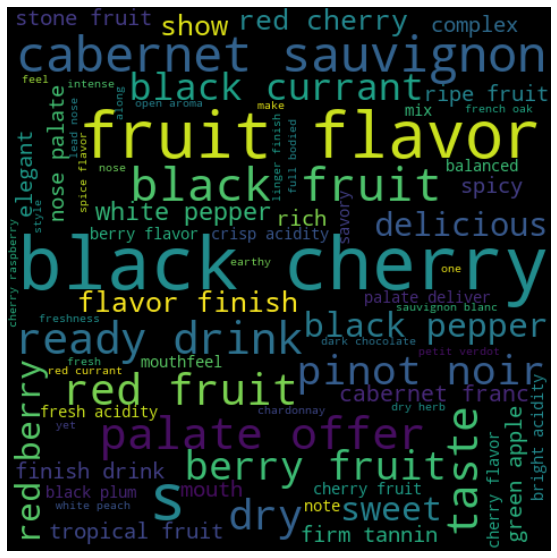 stone fruit
show
red cherry
complex
cabernet sauvignon
feel
intense
along
black currant
ripe fruit
lead nose
open aroma
make
mix
french oak
fruit flavor
nose palate
spice flavor
elegant
style
nose
black fruit
linger finish
full bodied
balanced
spicy
white pepper
rich
savory
delicious
berry flavor
crisp acidity
cherry raspberry
black cherry
earthy
one
flavor finish
palate deliver
sauvignon blanc
freshness
ready drink
black pepper
dark chocolate
petit verdot
fresh
mouthfeel
red currant
red fruit
pinot noir
cabernet franc
fresh acidity
chardonnay
dry herb
yet
palate offer
red berry
taste
cherry flavor
green apple
bright acidity
finish drink
berry fruit
black plum
s
mouth
cherry fruit
white peach
dry
note
sweet
tropical fruit
firm tannin